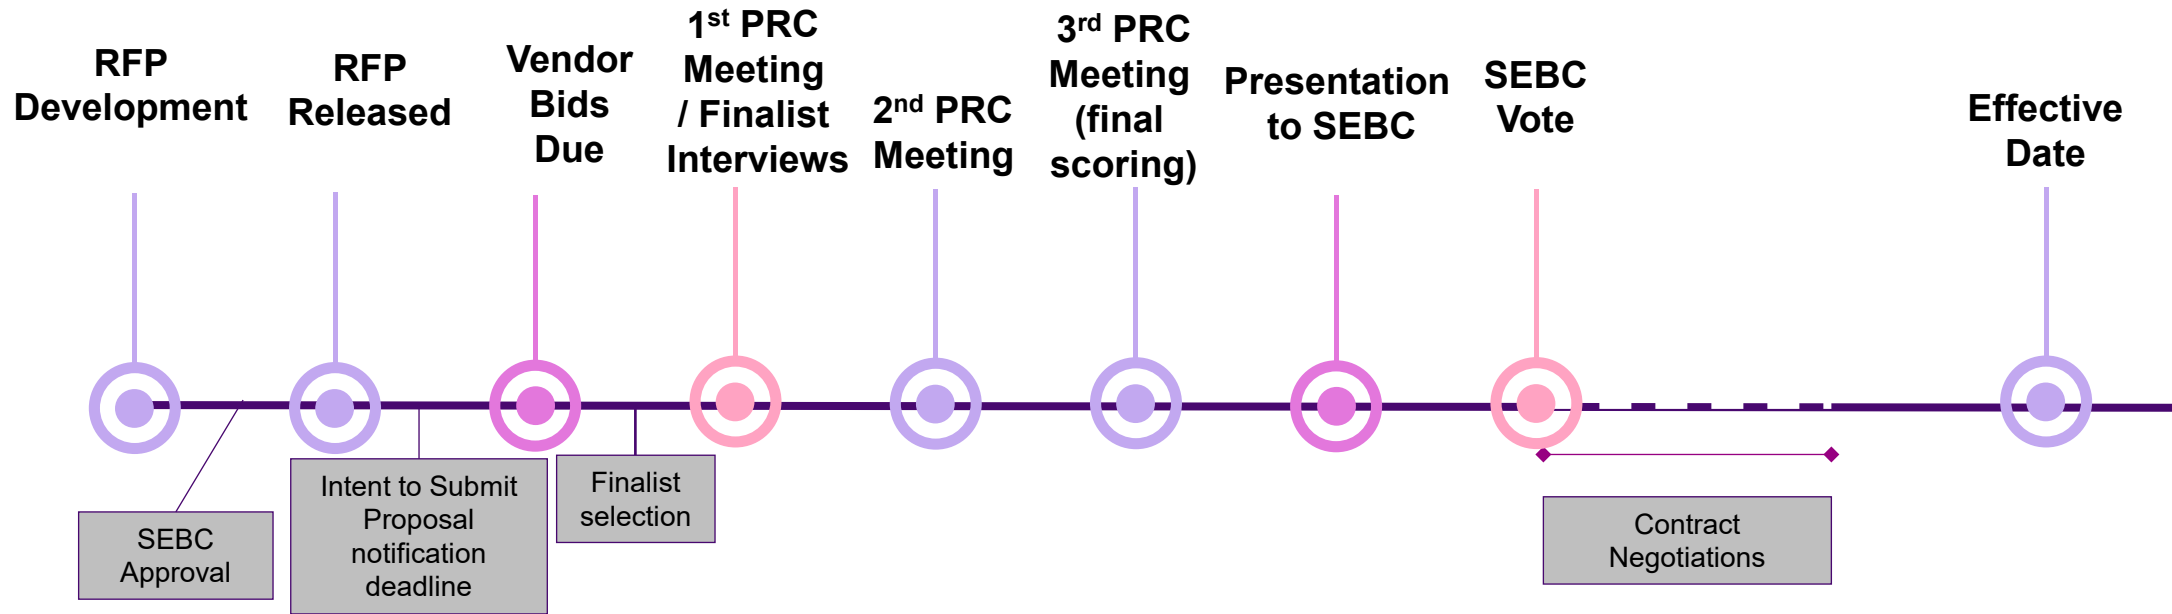 RFP
Development
RFP
Released
Vendor
Bids
Due
1st PRC
Meeting
/ Finalist
Interviews
2nd PRC
Meeting
3rd PRC
Meeting
(final
scoring)
Presentation
to SEBC
SEBC
Vote
Effective
Date
SEBC
Approval
Intent to Submit
Proposal
notification
deadline
Finalist
selection
Contract
Negotiations